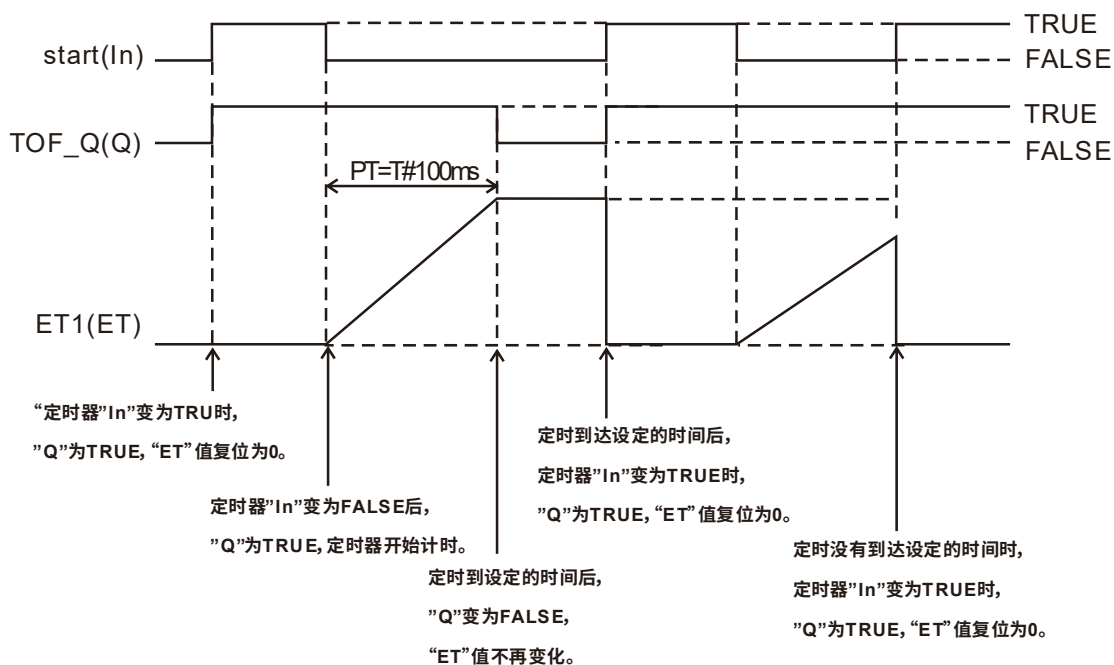 TRUE
start(In)
FALSE
TRUE
TOF_Q(Q)
FALSE
PT=T#100ms
ET1(ET)
“定时器”In”变为TRU时,
”Q”为TRUE, “ET”值复位为0。
定时器”In”变为FALSE后,
”Q”为TRUE, 定时器开始计时。
定时到设定的时间后,
”Q”变为FALSE,
“ET”值不再变化。
定时到达设定的时间后,
定时器”In”变为TRUE时,
”Q”为TRUE, “ET”值复位为0。
定时没有到达设定的时间时,
定时器”In”变为TRUE时,
”Q”为TRUE, “ET”值复位为0。